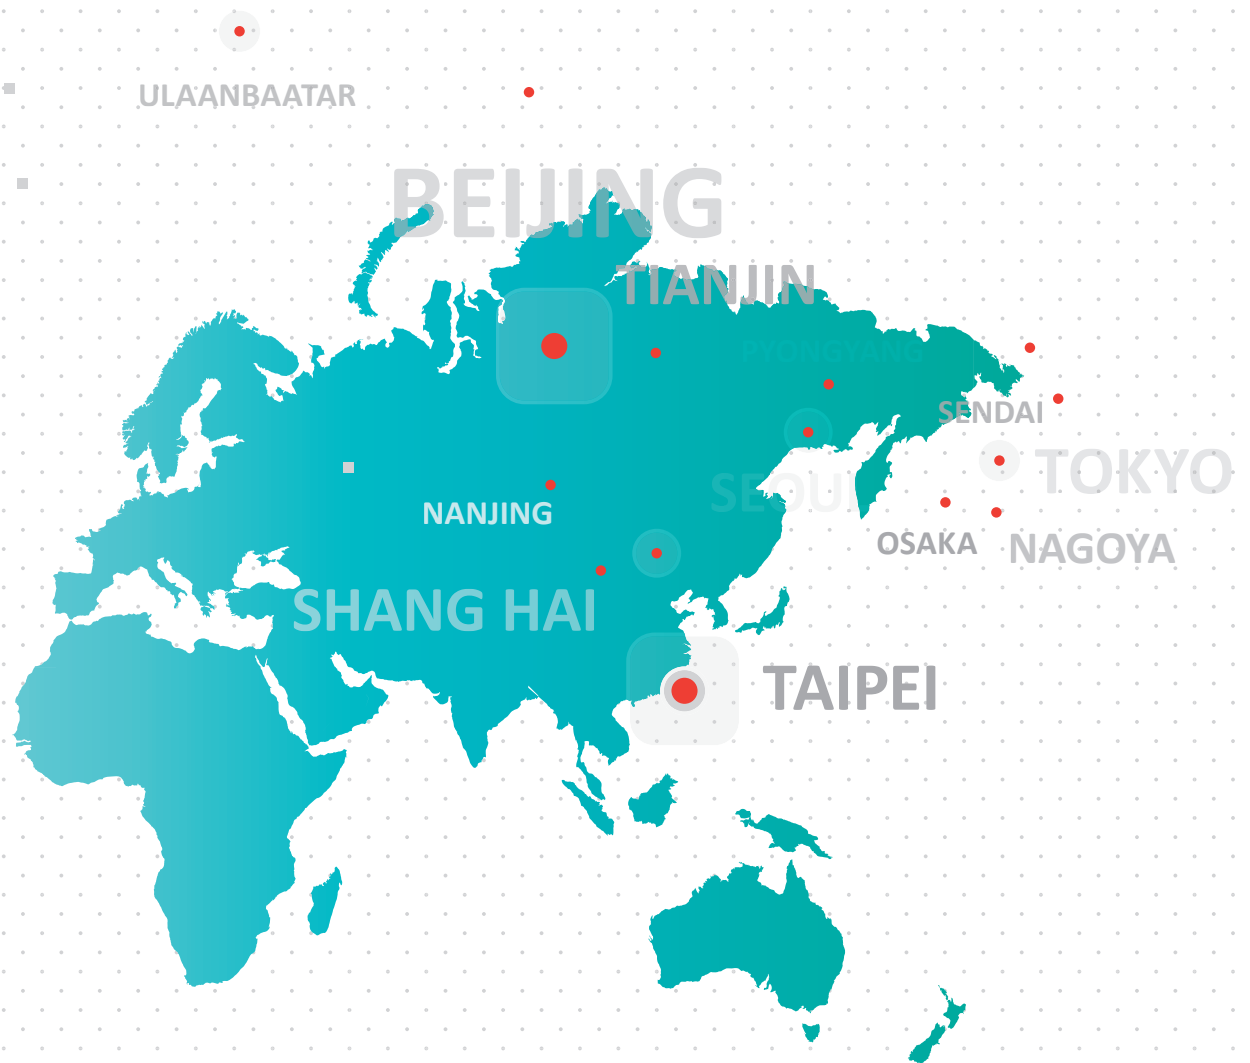 ULAANBAATAR
BEIJING
TIANJIN
PYONGYANG
SENDAI
TOKYO
SEOUL
NANJING
OSAKA
NAGOYA
SHANG HAI
TAIPEI